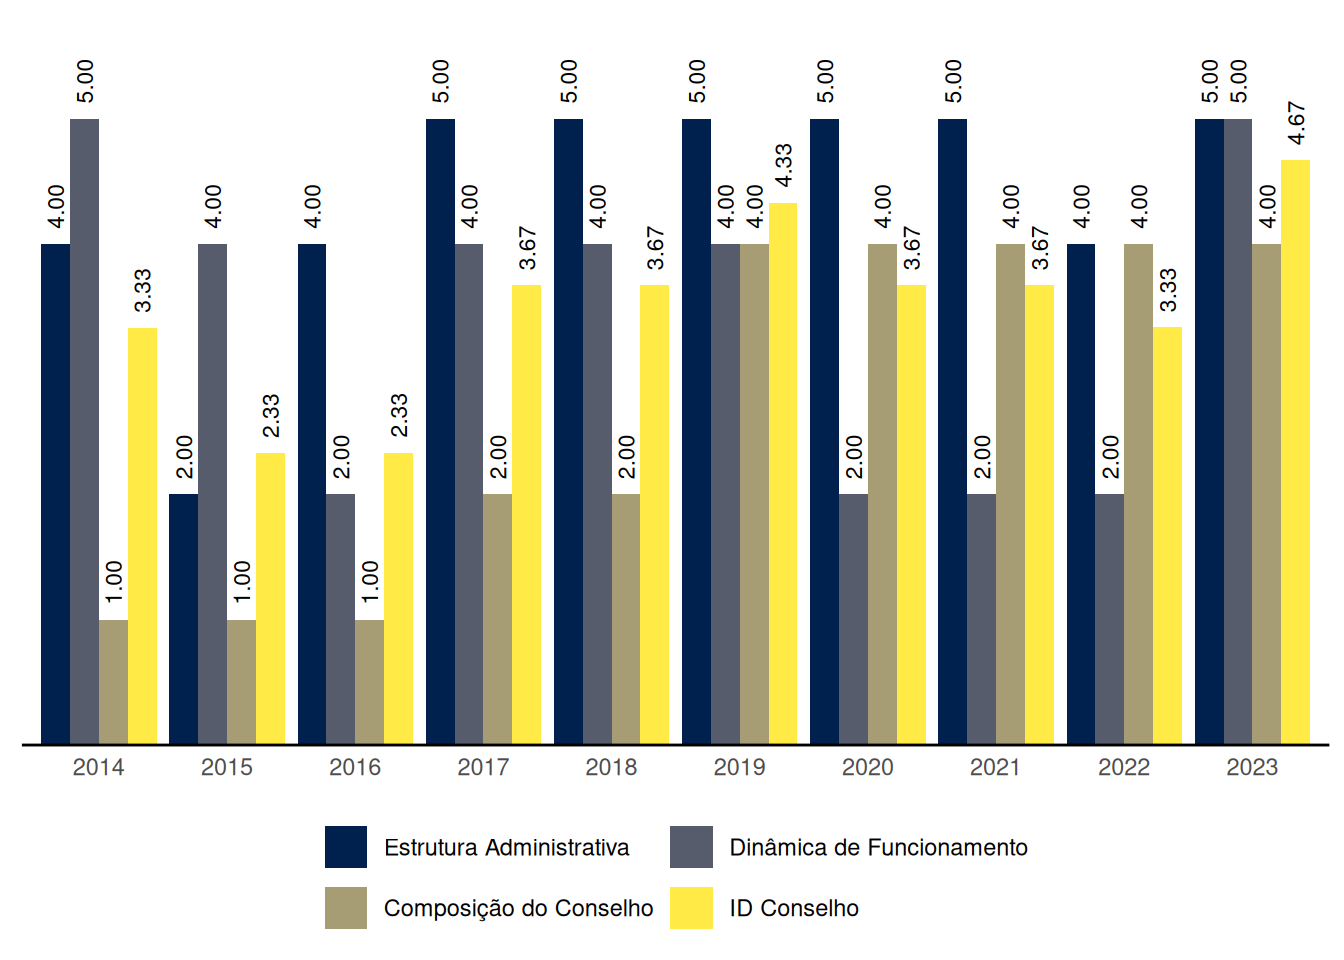 4.00 5.00 1.00 3.33 2.00 4.00 1.00 2.33 4.00 2.00 1.00 2.33 5.00 4.00 2.00 3.67 5.00 4.00 2.00 3.67 5.00 4.00 4.00 4.33 5.00 2.00 4.00 3.67 5.00 2.00 4.00 3.67 4.00 2.00 4.00 3.33 5.00 5.00 4.00 4.67
2014 2015 2016 2017 2018 2019 2020 2021 2022 2023
Estrutura Administrativa Dinâmica de Funcionamento
Composição do Conselho ID Conselho